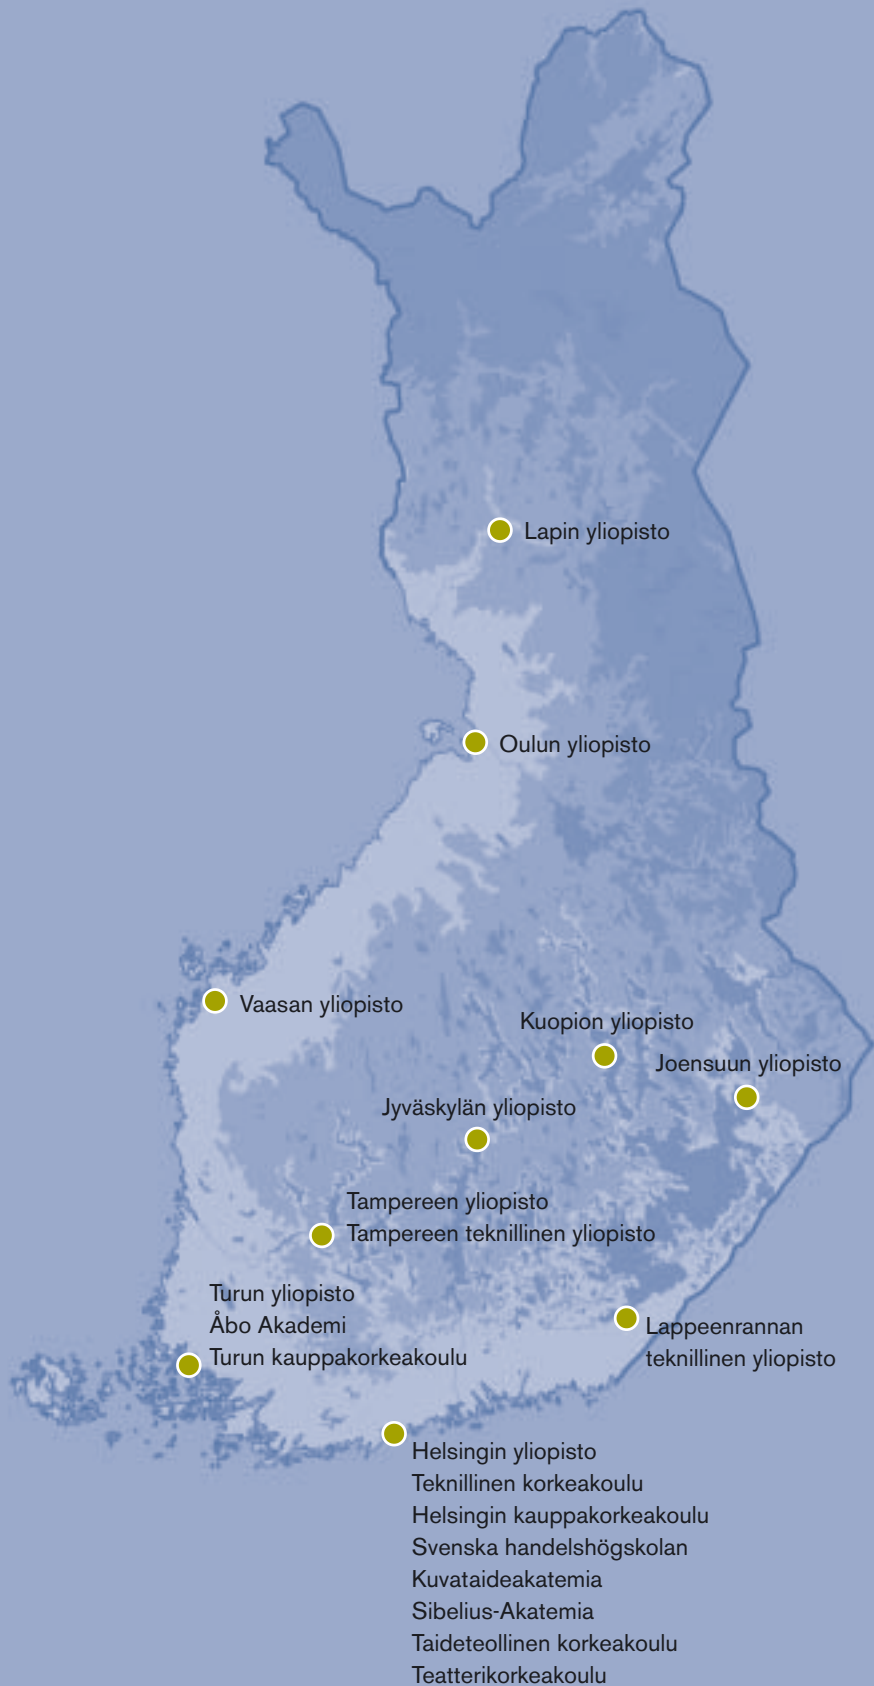 Lapin yliopisto
Oulun yliopisto
Vaasan yliopisto
Kuopion yliopisto
Joensuun yliopisto
Jyväskylän yliopisto
Tampereen yliopisto
Tampereen teknillinen yliopisto
Turun yliopisto
Åbo Akademi
Turun kauppakorkeakoulu
Lappeenrannan
teknillinen yliopisto
Helsingin yliopisto
Teknillinen korkeakoulu
Helsingin kauppakorkeakoulu
Svenska handelshögskolan
Kuvataideakatemia
Sibelius-Akatemia
Taideteollinen korkeakoulu
Teatterikorkeakoulu